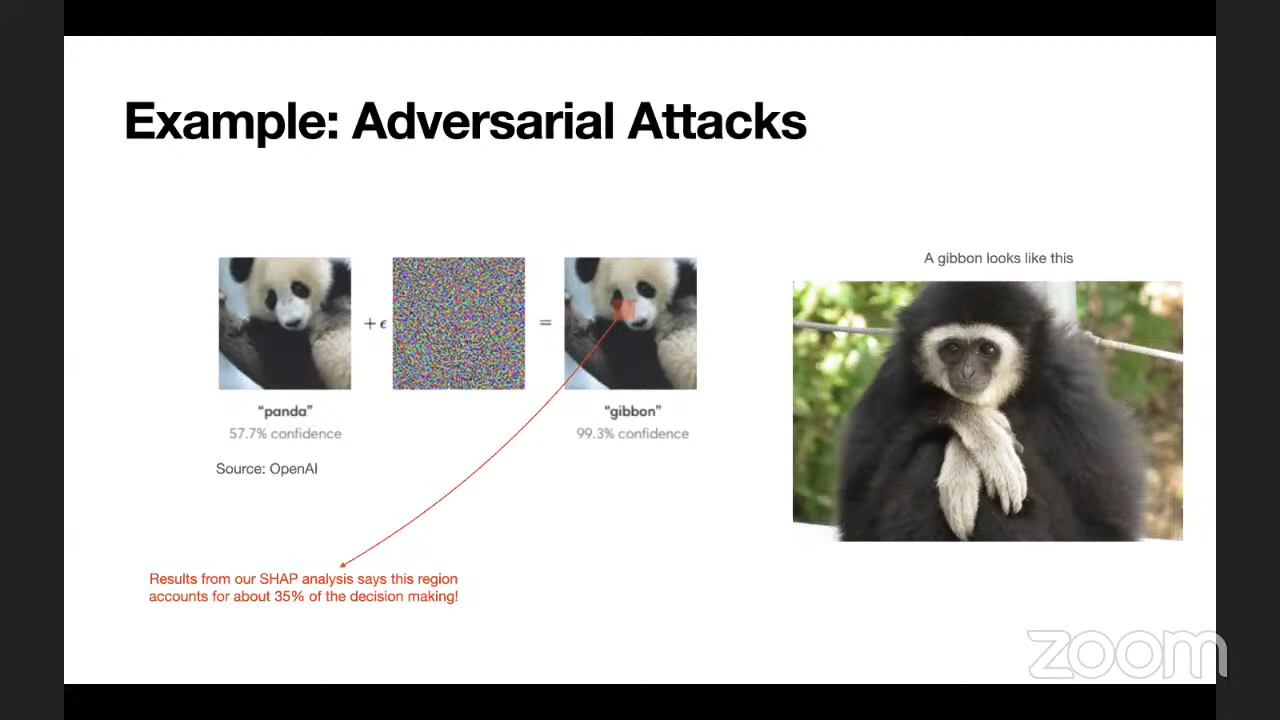 Example: Adversarial Attacks
A gibbon looks like this
+ ϵ
=
“panda”
57.7% confidence
“gibbon”
99.3% confidence
Source: OpenAI
Results from our SHAP analysis says this region
accounts for about 35% of the decision making!
zoom